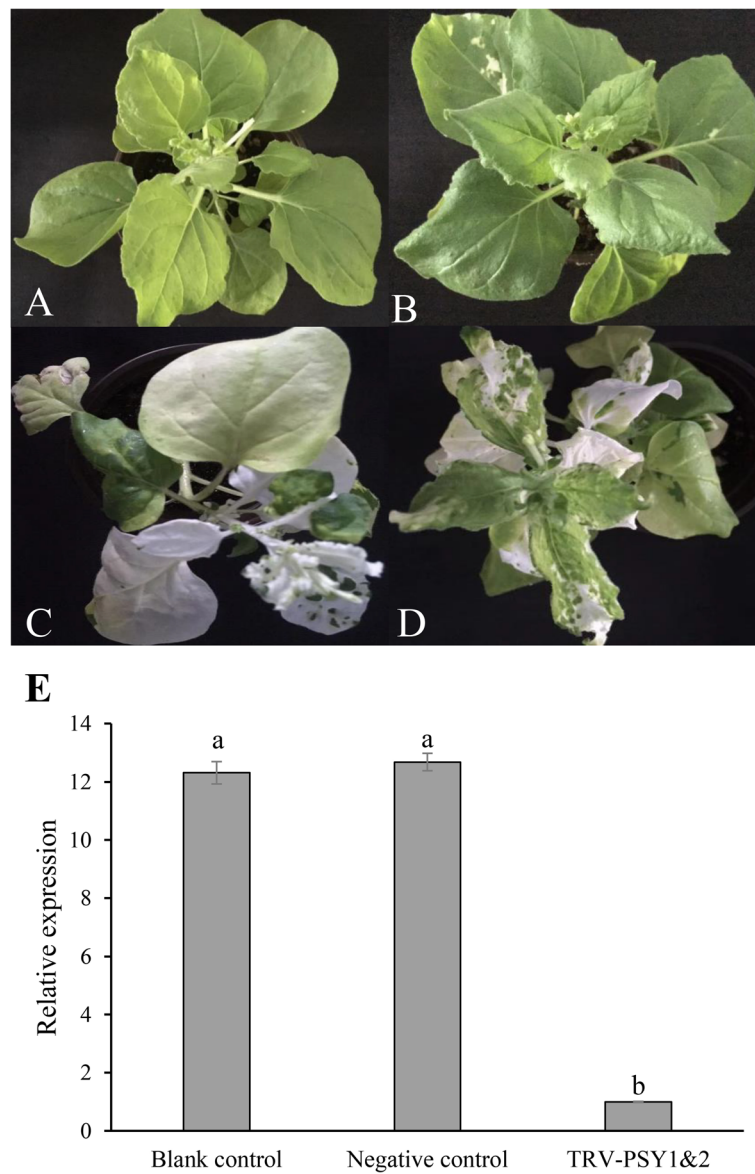 A
B
C
D
E
14
12
10
8
6
4
2
0
Relative expression
a
a
b
Blank control
Negative control
TRV-PSY1&2